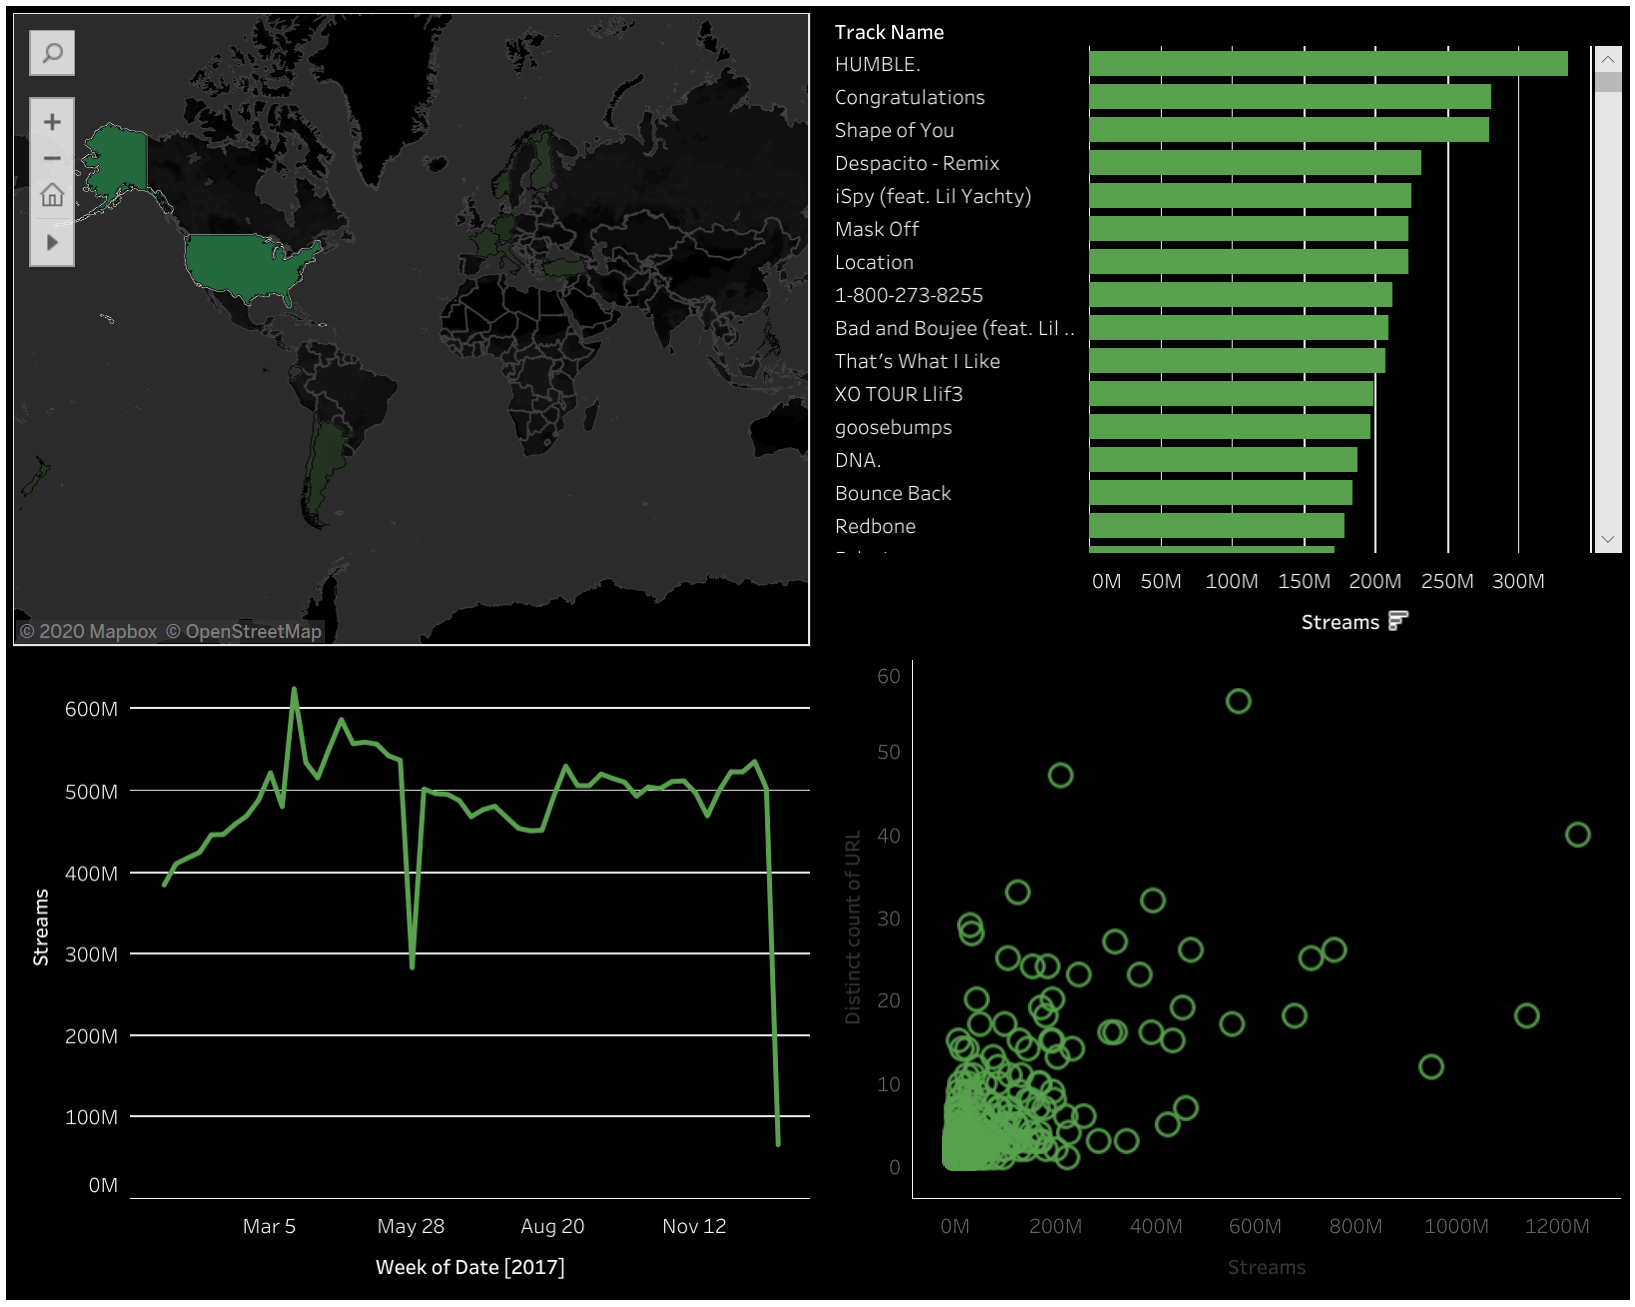 © 2020 Mapbox © OpenStreetMap
Track Name
HUMBLE.
Congratulations
Shape of You
Despacito - Remix
iSpy (feat. Lil Yachty)
Mask Off
Location
1-800-273-8255
Bad and Boujee (feat. Lil ..
That's What I Like
XO TOUR Llif3
goosebumps
DNA.
Bounce Back
Redbone
0M 50M 100M 150M 200M 250M 300M
Streams
600M
500M
400M
300M
200M
100M
0M
Streams
Mar 5 May 28 Aug 20 Nov 12
Week of Date [2017]
60
50
40
30
20
10
0
Distinct count of URL
0M 200M 400M 600M 800M 1000M 1200M
Streams